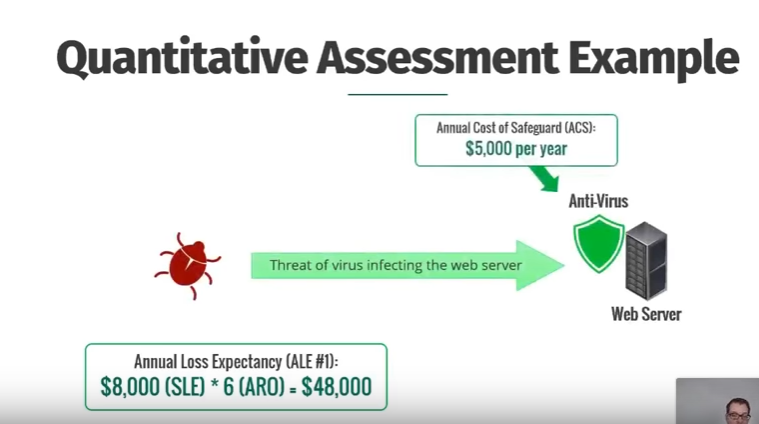 Quantitative Assessment Example
Annual Cost of Safeguard (ACS):
$5,000 per year
Anti-Virus
Threat of virus infecting the web server
Web Server
Annual Loss Expectancy (ALE #1):
$8,000 (SLE) * 6 (ARO) = $48,000